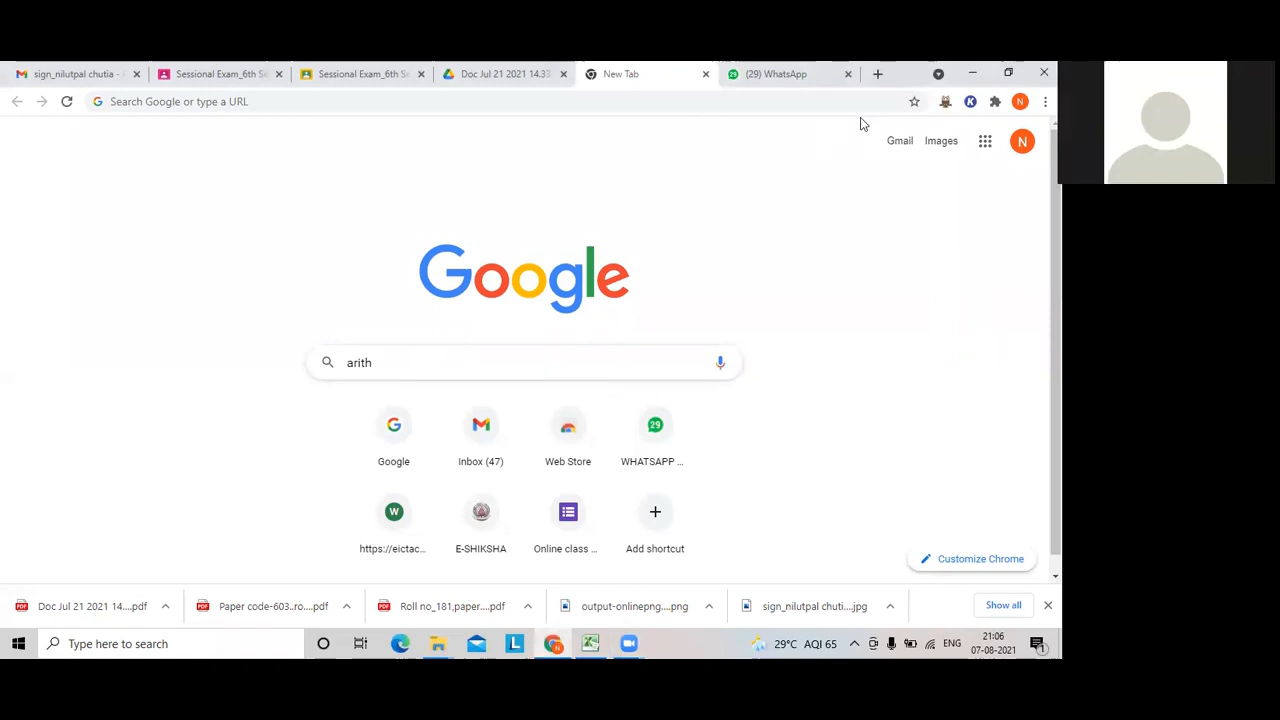 sign_nilutpal chutia -
Sessional Exam_6th Se
Sessional Exam_6th Se
Doc Jul 21 2021 14.33
New Tab
(29) WhatsApp
Search Google or type a URL
K
N
Gmail
Images
N
Google
arith
G
29
Google
Inbox (47)
Web Store
WHATSAPP ...
W
https://eictac...
E-SHIKSHA
Online class ...
Add shortcut
Customize Chrome
Doc Jul 21 2021 14....pdf
Paper code-603..ro....pdf
Roll no_181,paper....pdf
output-onlinepng....png
sign_nilutpal chuti....jpg
Show all
Type here to search
L
29°C AQI 65
ENG
21:06
07-08-2021
1